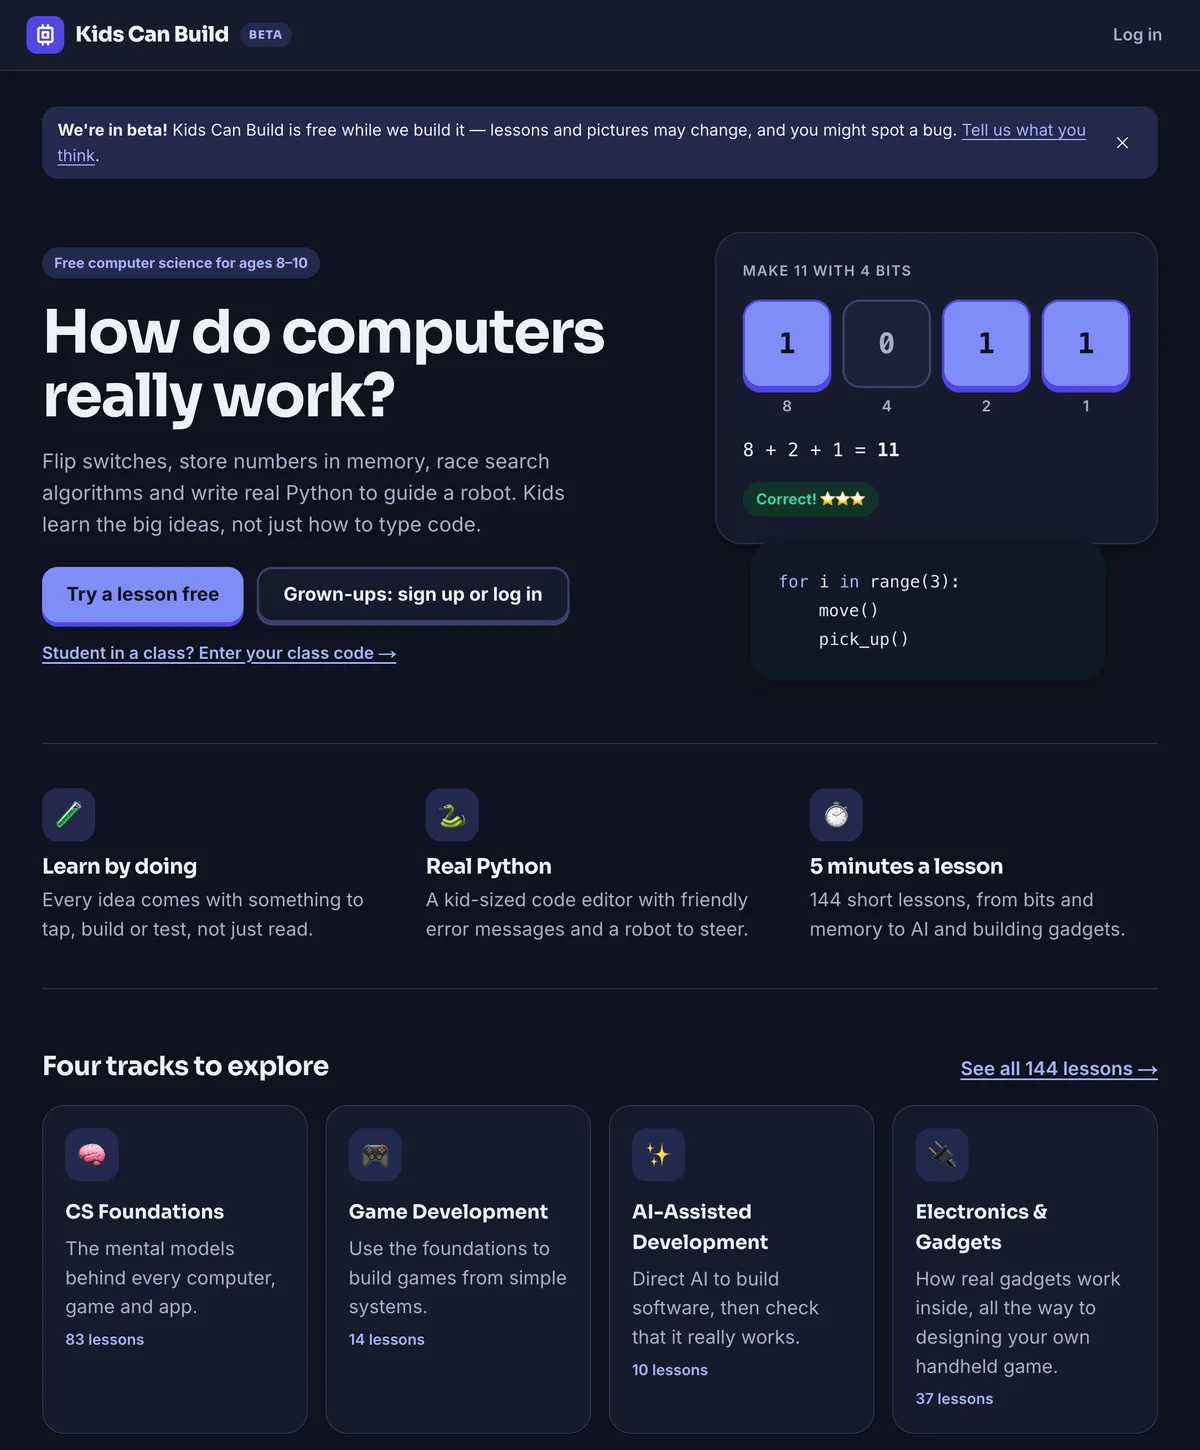 Kids Can Build
BETA
Log in
We're in beta! Kids Can Build is free while we build it — lessons and pictures may change, and you might spot a bug. Tell us what you
think.
Free computer science for ages 8–10
How do computers
really work?
Flip switches, store numbers in memory, race search
algorithms and write real Python to guide a robot. Kids
learn the big ideas, not just how to type code.
Try a lesson free
Grown-ups: sign up or log in
Student in a class? Enter your class code →
MAKE 11 WITH 4 BITS
1 0 1 1
8 4 2 1
8 + 2 + 1 = 11
Correct! ⭐⭐⭐
for i in range(3):
    move()
    pick_up()
Learn by doing
Every idea comes with something to
tap, build or test, not just read.
Real Python
A kid-sized code editor with friendly
error messages and a robot to steer.
5 minutes a lesson
144 short lessons, from bits and
memory to AI and building gadgets.
Four tracks to explore
See all 144 lessons →
CS Foundations
The mental models
behind every computer,
game and app.
83 lessons
Game Development
Use the foundations to
build games from simple
systems.
14 lessons
AI-Assisted
Development
Direct AI to build
software, then check
that it really works.
10 lessons
Electronics &
Gadgets
How real gadgets work
inside, all the way to
designing your own
handheld game.
37 lessons